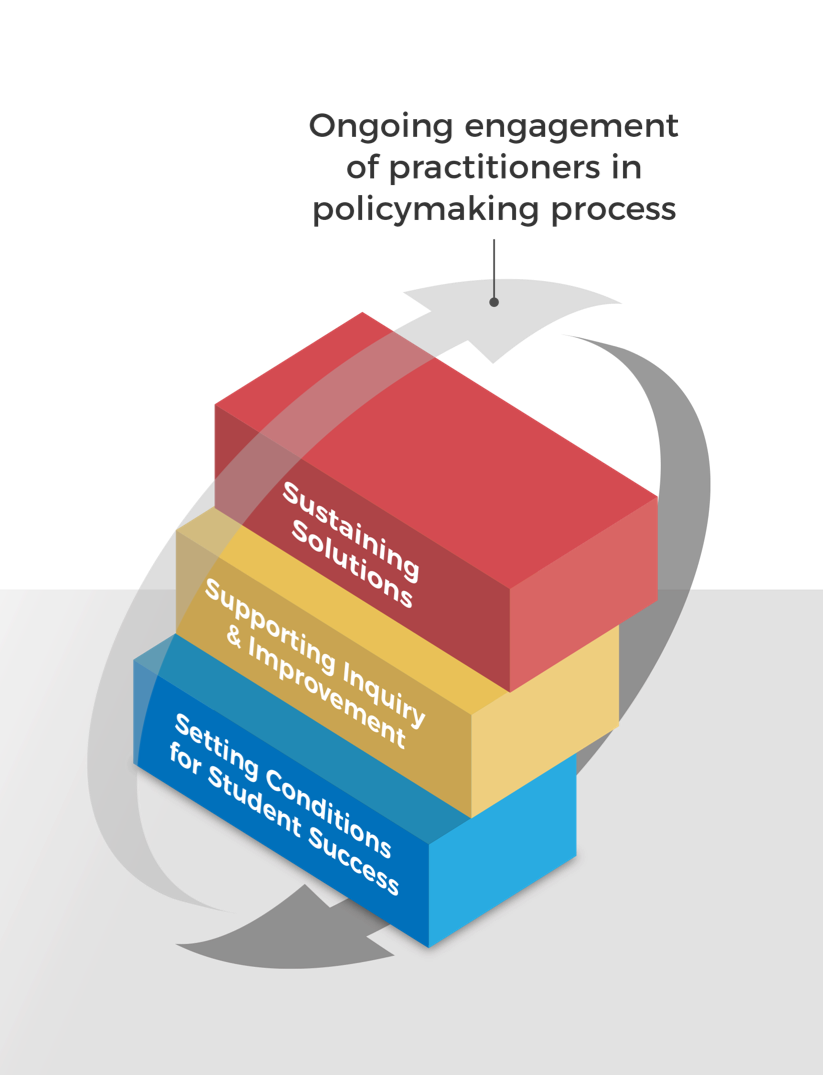 Ongoing engagement
of practitioners in
policymaking process
Sustaining
Solutions
Supporting Inquiry
& Improvement
Setting Conditions
for Student Success